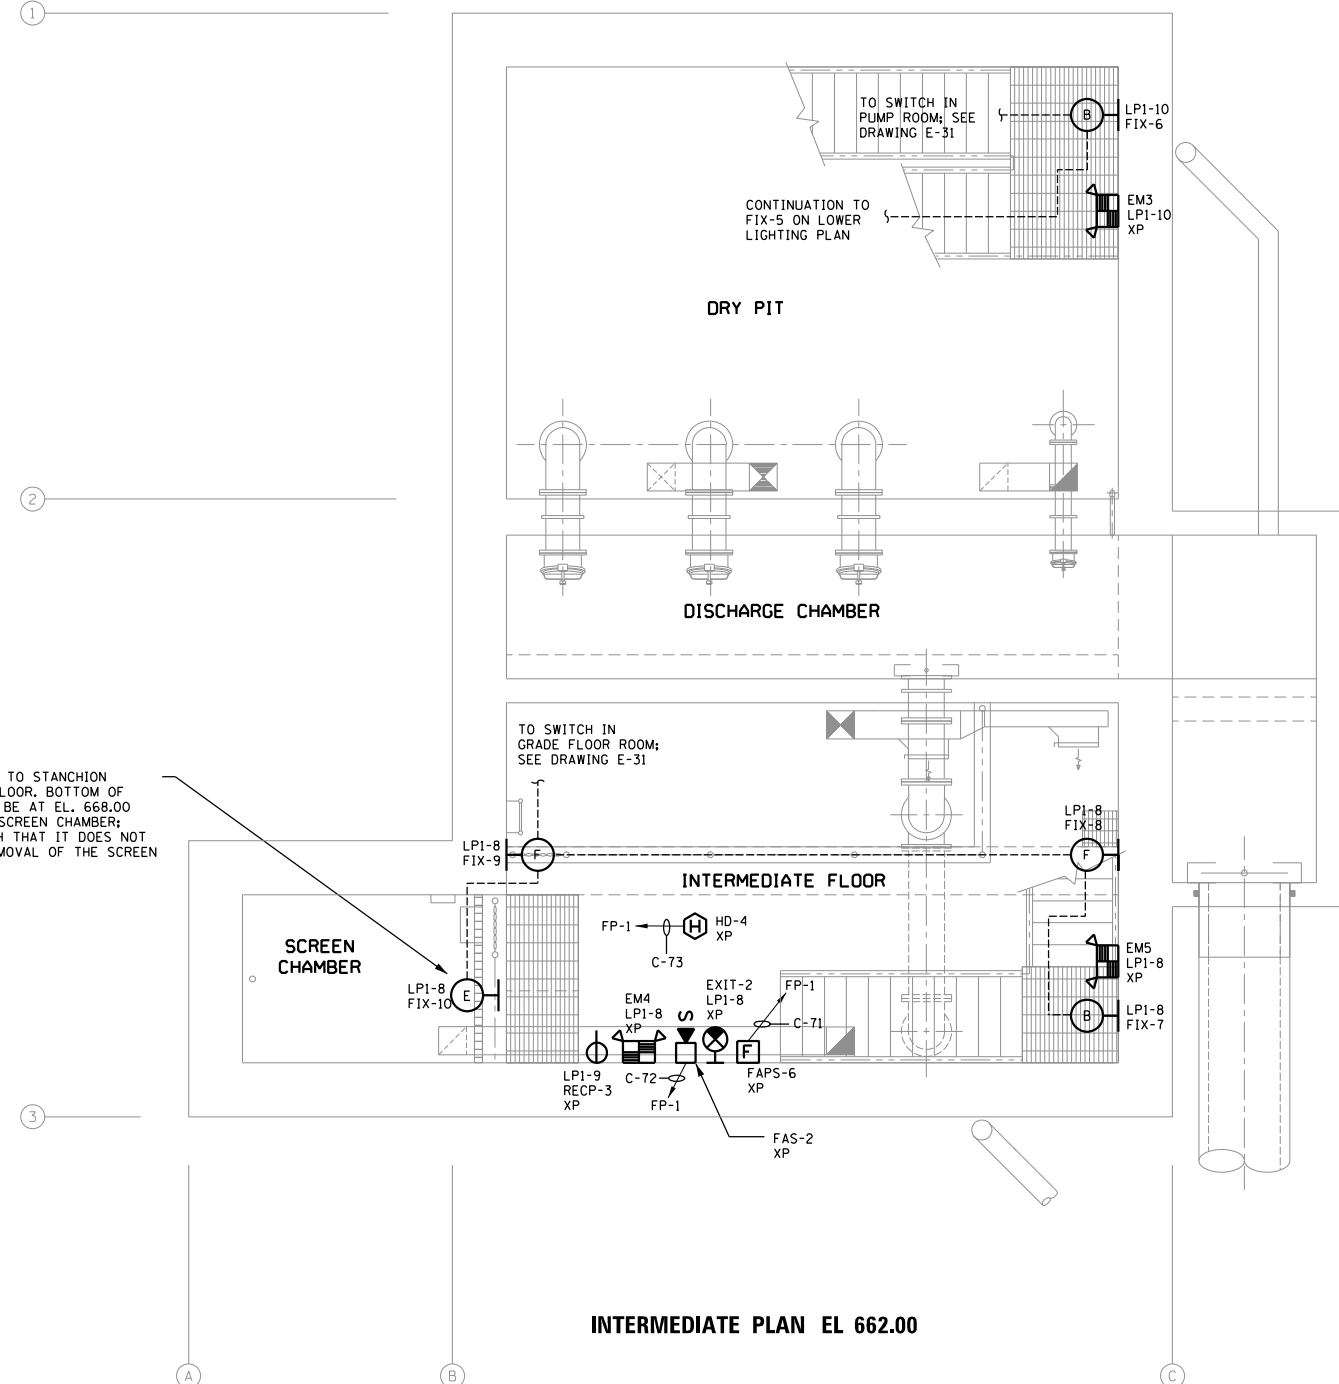 1
TO SWITCH IN
PUMP ROOM; SEE
DRAWING E-31
B
LP1-10
FIX-6
CONTINUATION TO
FIX-5 ON LOWER
LIGHTING PLAN
EM3
LP1-10
XP
DRY PIT
2
DISCHARGE CHAMBER
TO SWITCH IN
GRADE FLOOR ROOM;
SEE DRAWING E-31
TO STANCHION
LOOR. BOTTOM OF
BE AT EL. 668.00
SCREEN CHAMBER;
H THAT IT DOES NOT
MOVAL OF THE SCREEN
LP1-8
FIX-9
F
LP1-8
FIX-8
F
INTERMEDIATE FLOOR
SCREEN
CHAMBER
FP-1
H
HD-4
XP
C-73
LP1-8
FIX-10
E
EM4
LP1-8
XP
S
EXIT-2
LP1-8
XP
FP-1
C-71
EM5
LP1-8
XP
B
LP1-8
FIX-7
LP1-9
RECP-3
XP
C-72
FP-1
F
FAPS-6
XP
3
FAS-2
XP
INTERMEDIATE PLAN EL 662.00
A
B
C